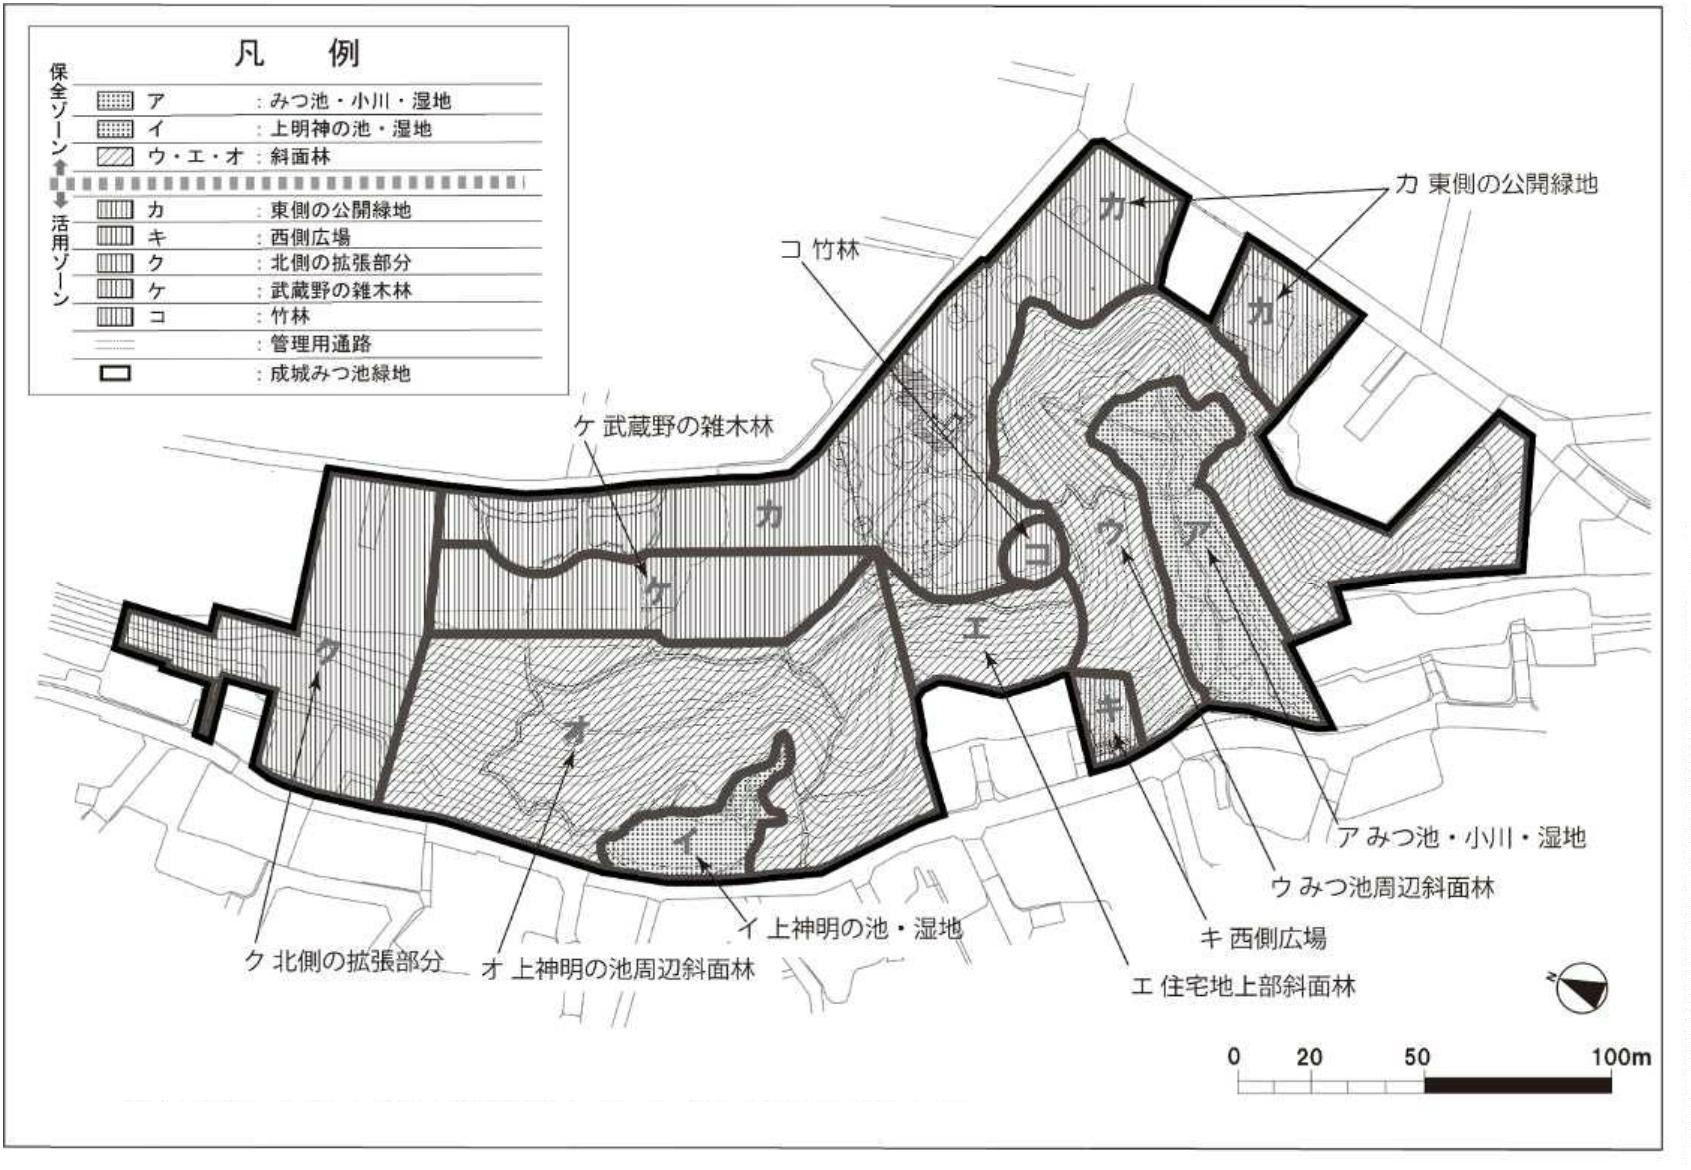 凡　例
保全ゾーン
ア : みつ池・小川・湿地
イ : 上明神の池・湿地
ウ・エ・オ : 斜面林
活用ゾーン
カ : 東側の公開緑地
キ : 西側広場
ク : 北側の拡張部分
ケ : 武蔵野の雑木林
コ : 竹林
: 管理用通路
: 成城みつ池緑地
カ 東側の公開緑地
カ
コ 竹林
カ
ケ 武蔵野の雑木林
カ
ウ
ア
コ
ケ
エ
ク
キ
オ
イ
ア みつ池・小川・湿地
ウ みつ池周辺斜面林
イ 上神明の池・湿地
キ 西側広場
ク 北側の拡張部分
オ 上神明の池周辺斜面林
エ 住宅地上部斜面林
N
0 20 50 100m